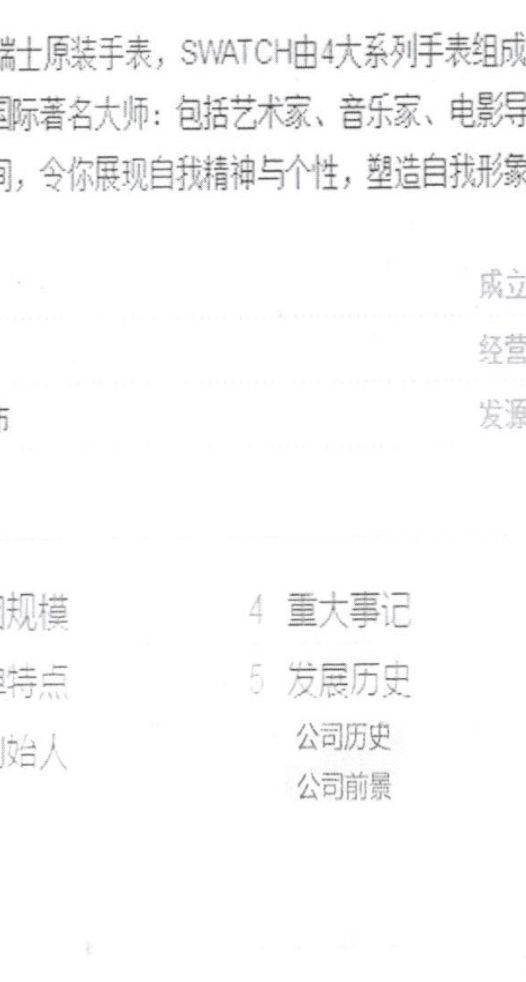 瑞士原装手表，SWATCH由4大系列手表组成
国际著名大师：包括艺术家、音乐家、电影导
间，令你展现自我精神与个性，塑造自我形象
成立
经营
市
发源
规模
4 重大事记
特点
5 发展历史
创始人
公司历史
公司前景